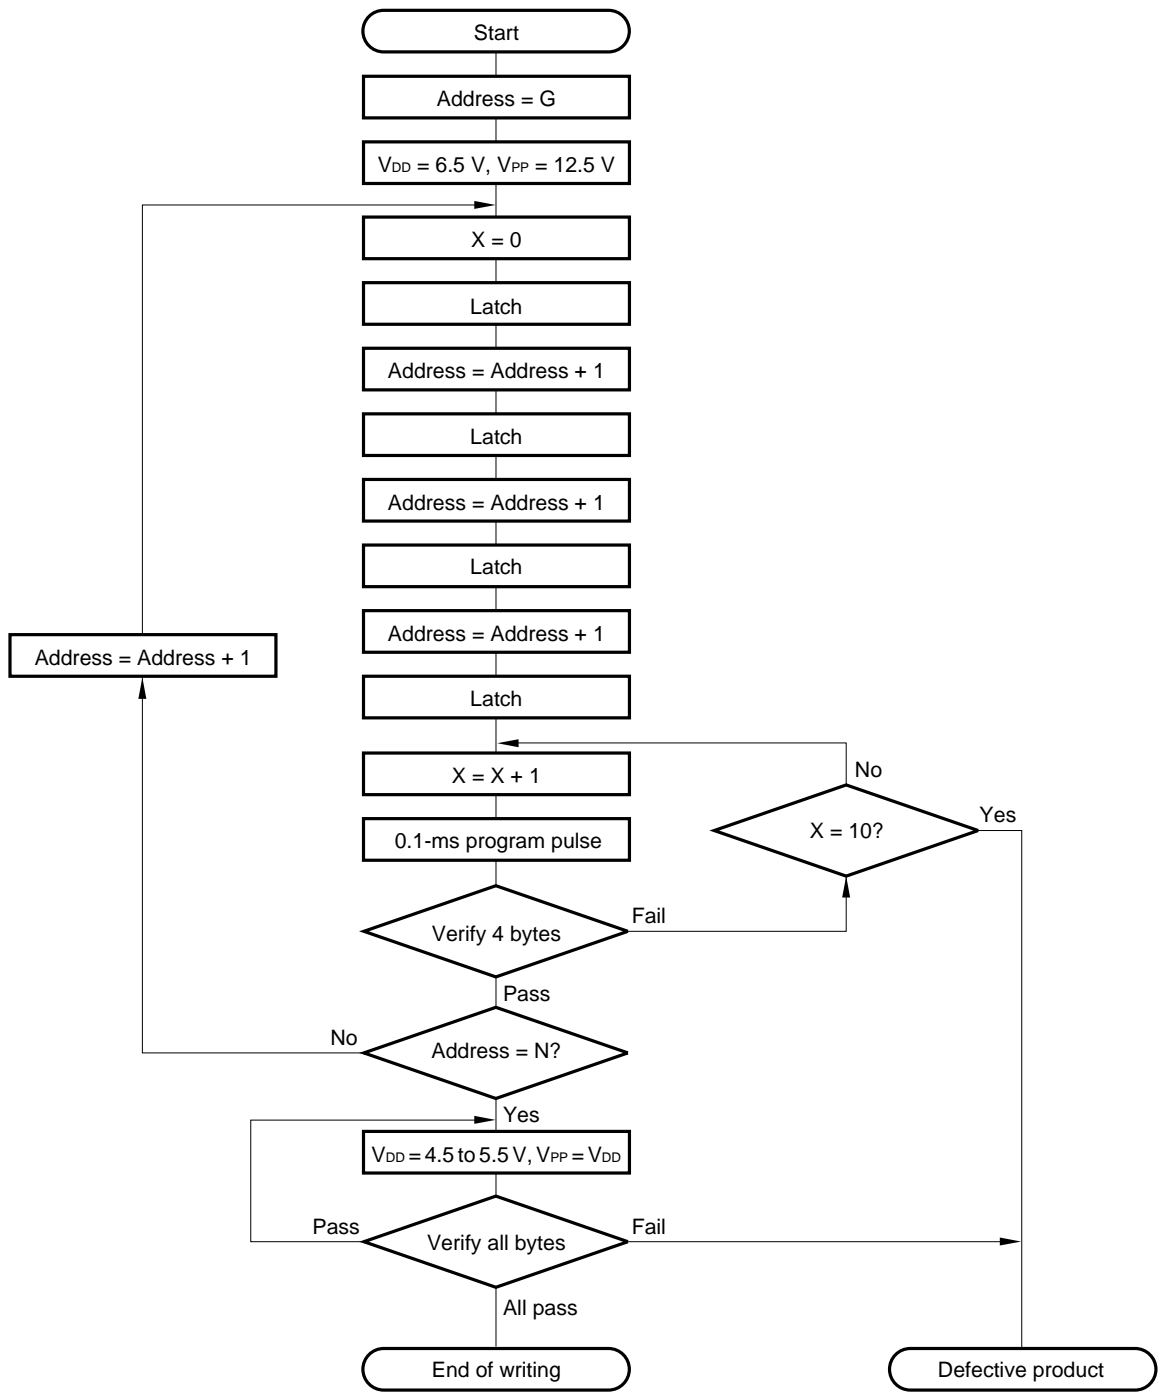 Start
Address = G
VDD = 6.5 V, VPP = 12.5 V
X = 0
Latch
Address = Address + 1
Latch
Address = Address + 1
Latch
Address = Address + 1
Address = Address + 1
Latch
X = X + 1
No
X = 10?
Yes
0.1-ms program pulse
Verify 4 bytes
Fail
Pass
No
Address = N?
Yes
VDD = 4.5 to 5.5 V, VPP = VDD
Pass
Verify all bytes
Fail
All pass
End of writing
Defective product